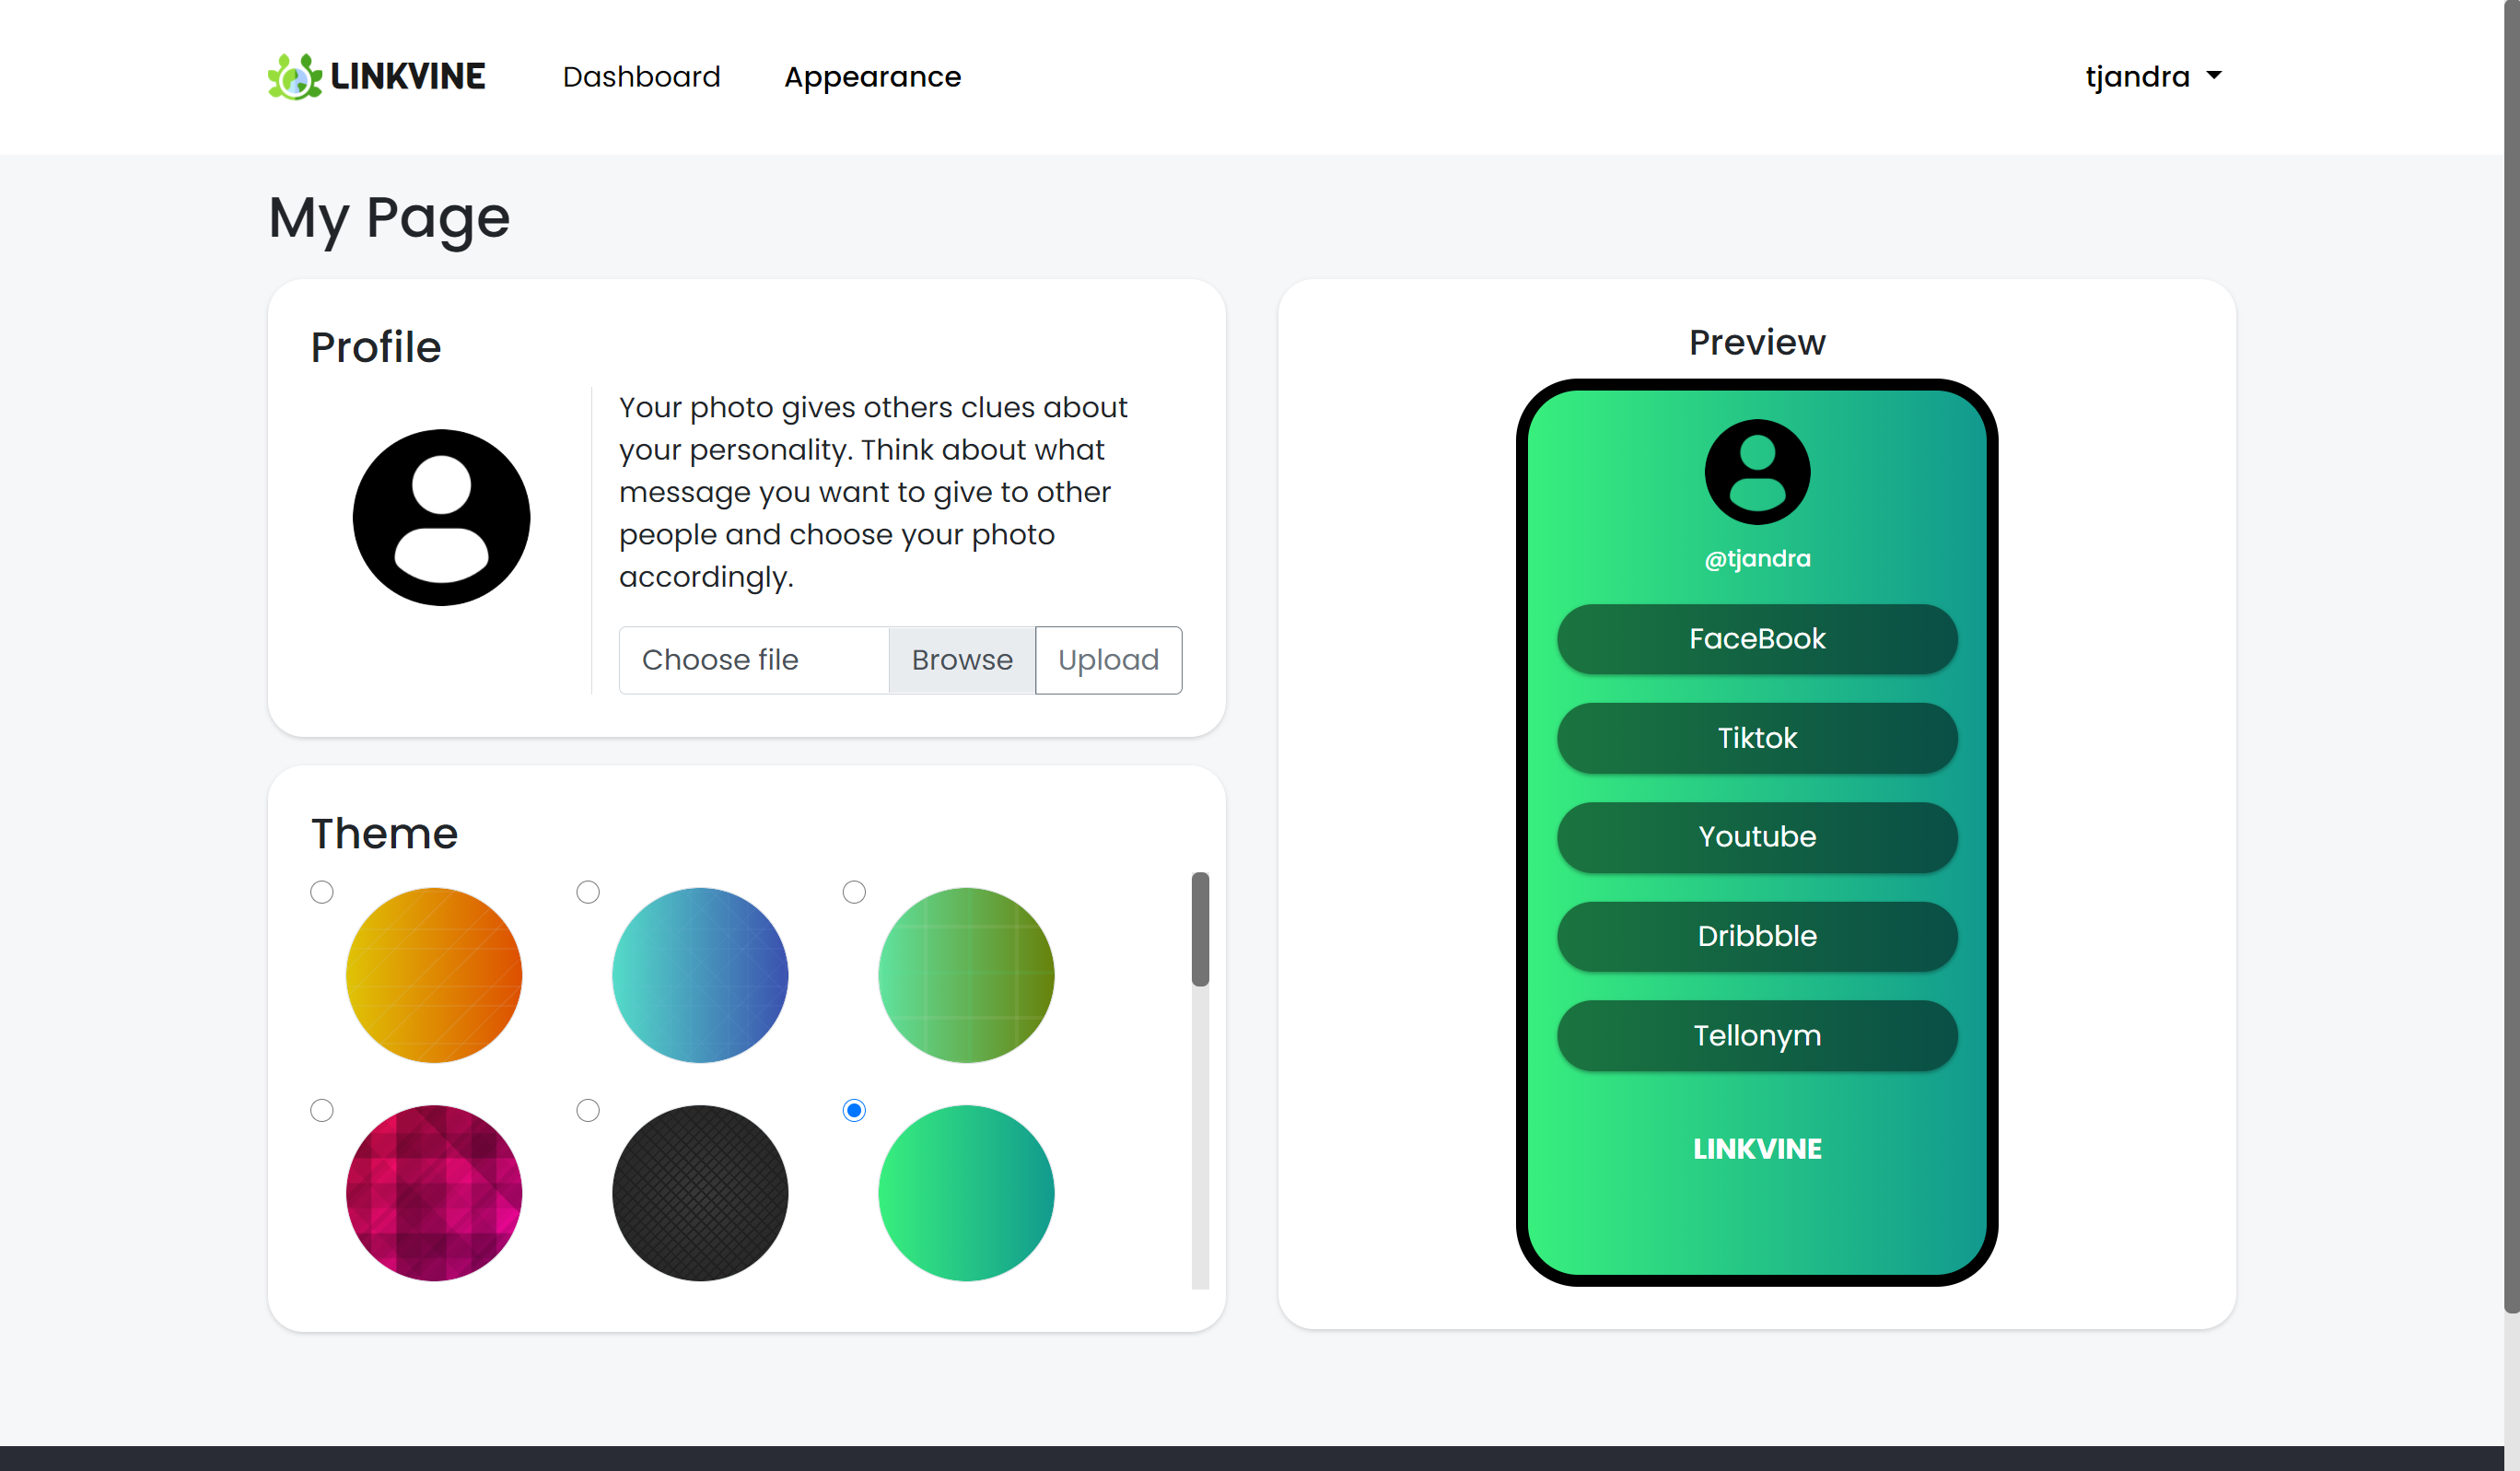 LINKVINE
Dashboard
Appearance
tjandra
My Page
Profile
Your photo gives others clues about
your personality. Think about what
message you want to give to other
people and choose your photo
accordingly.
Choose file
Browse
Upload
Theme
Preview
@tjandra
FaceBook
Tiktok
Youtube
Dribbble
Tellonym
LINKVINE